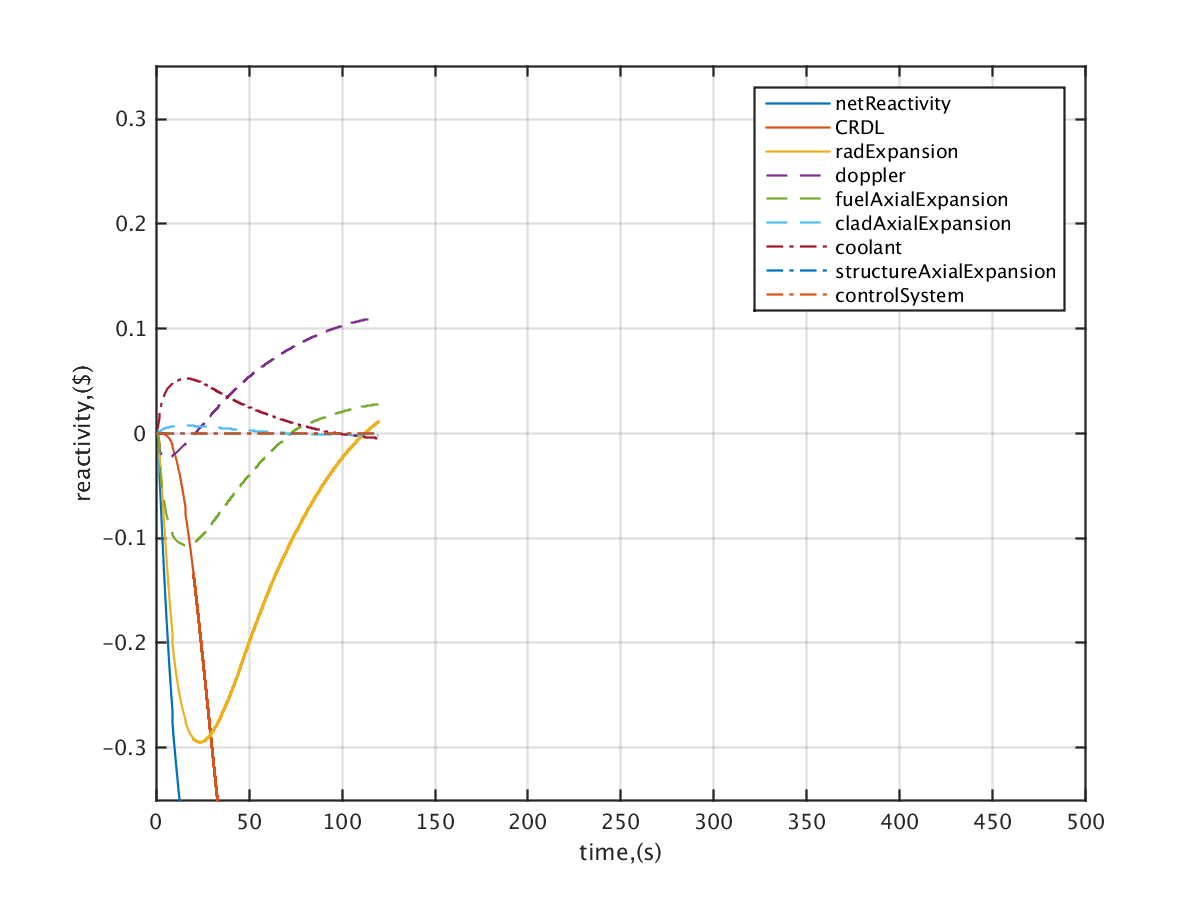 0.3
0.2
0.1
0
−0.1
−0.2
−0.3
reactivity,($)
0 50 100 150 200 250 300 350 400 450 500
time,(s)
netReactivity
CRDL
radExpansion
doppler
fuelAxialExpansion
cladAxialExpansion
coolant
structureAxialExpansion
controlSystem